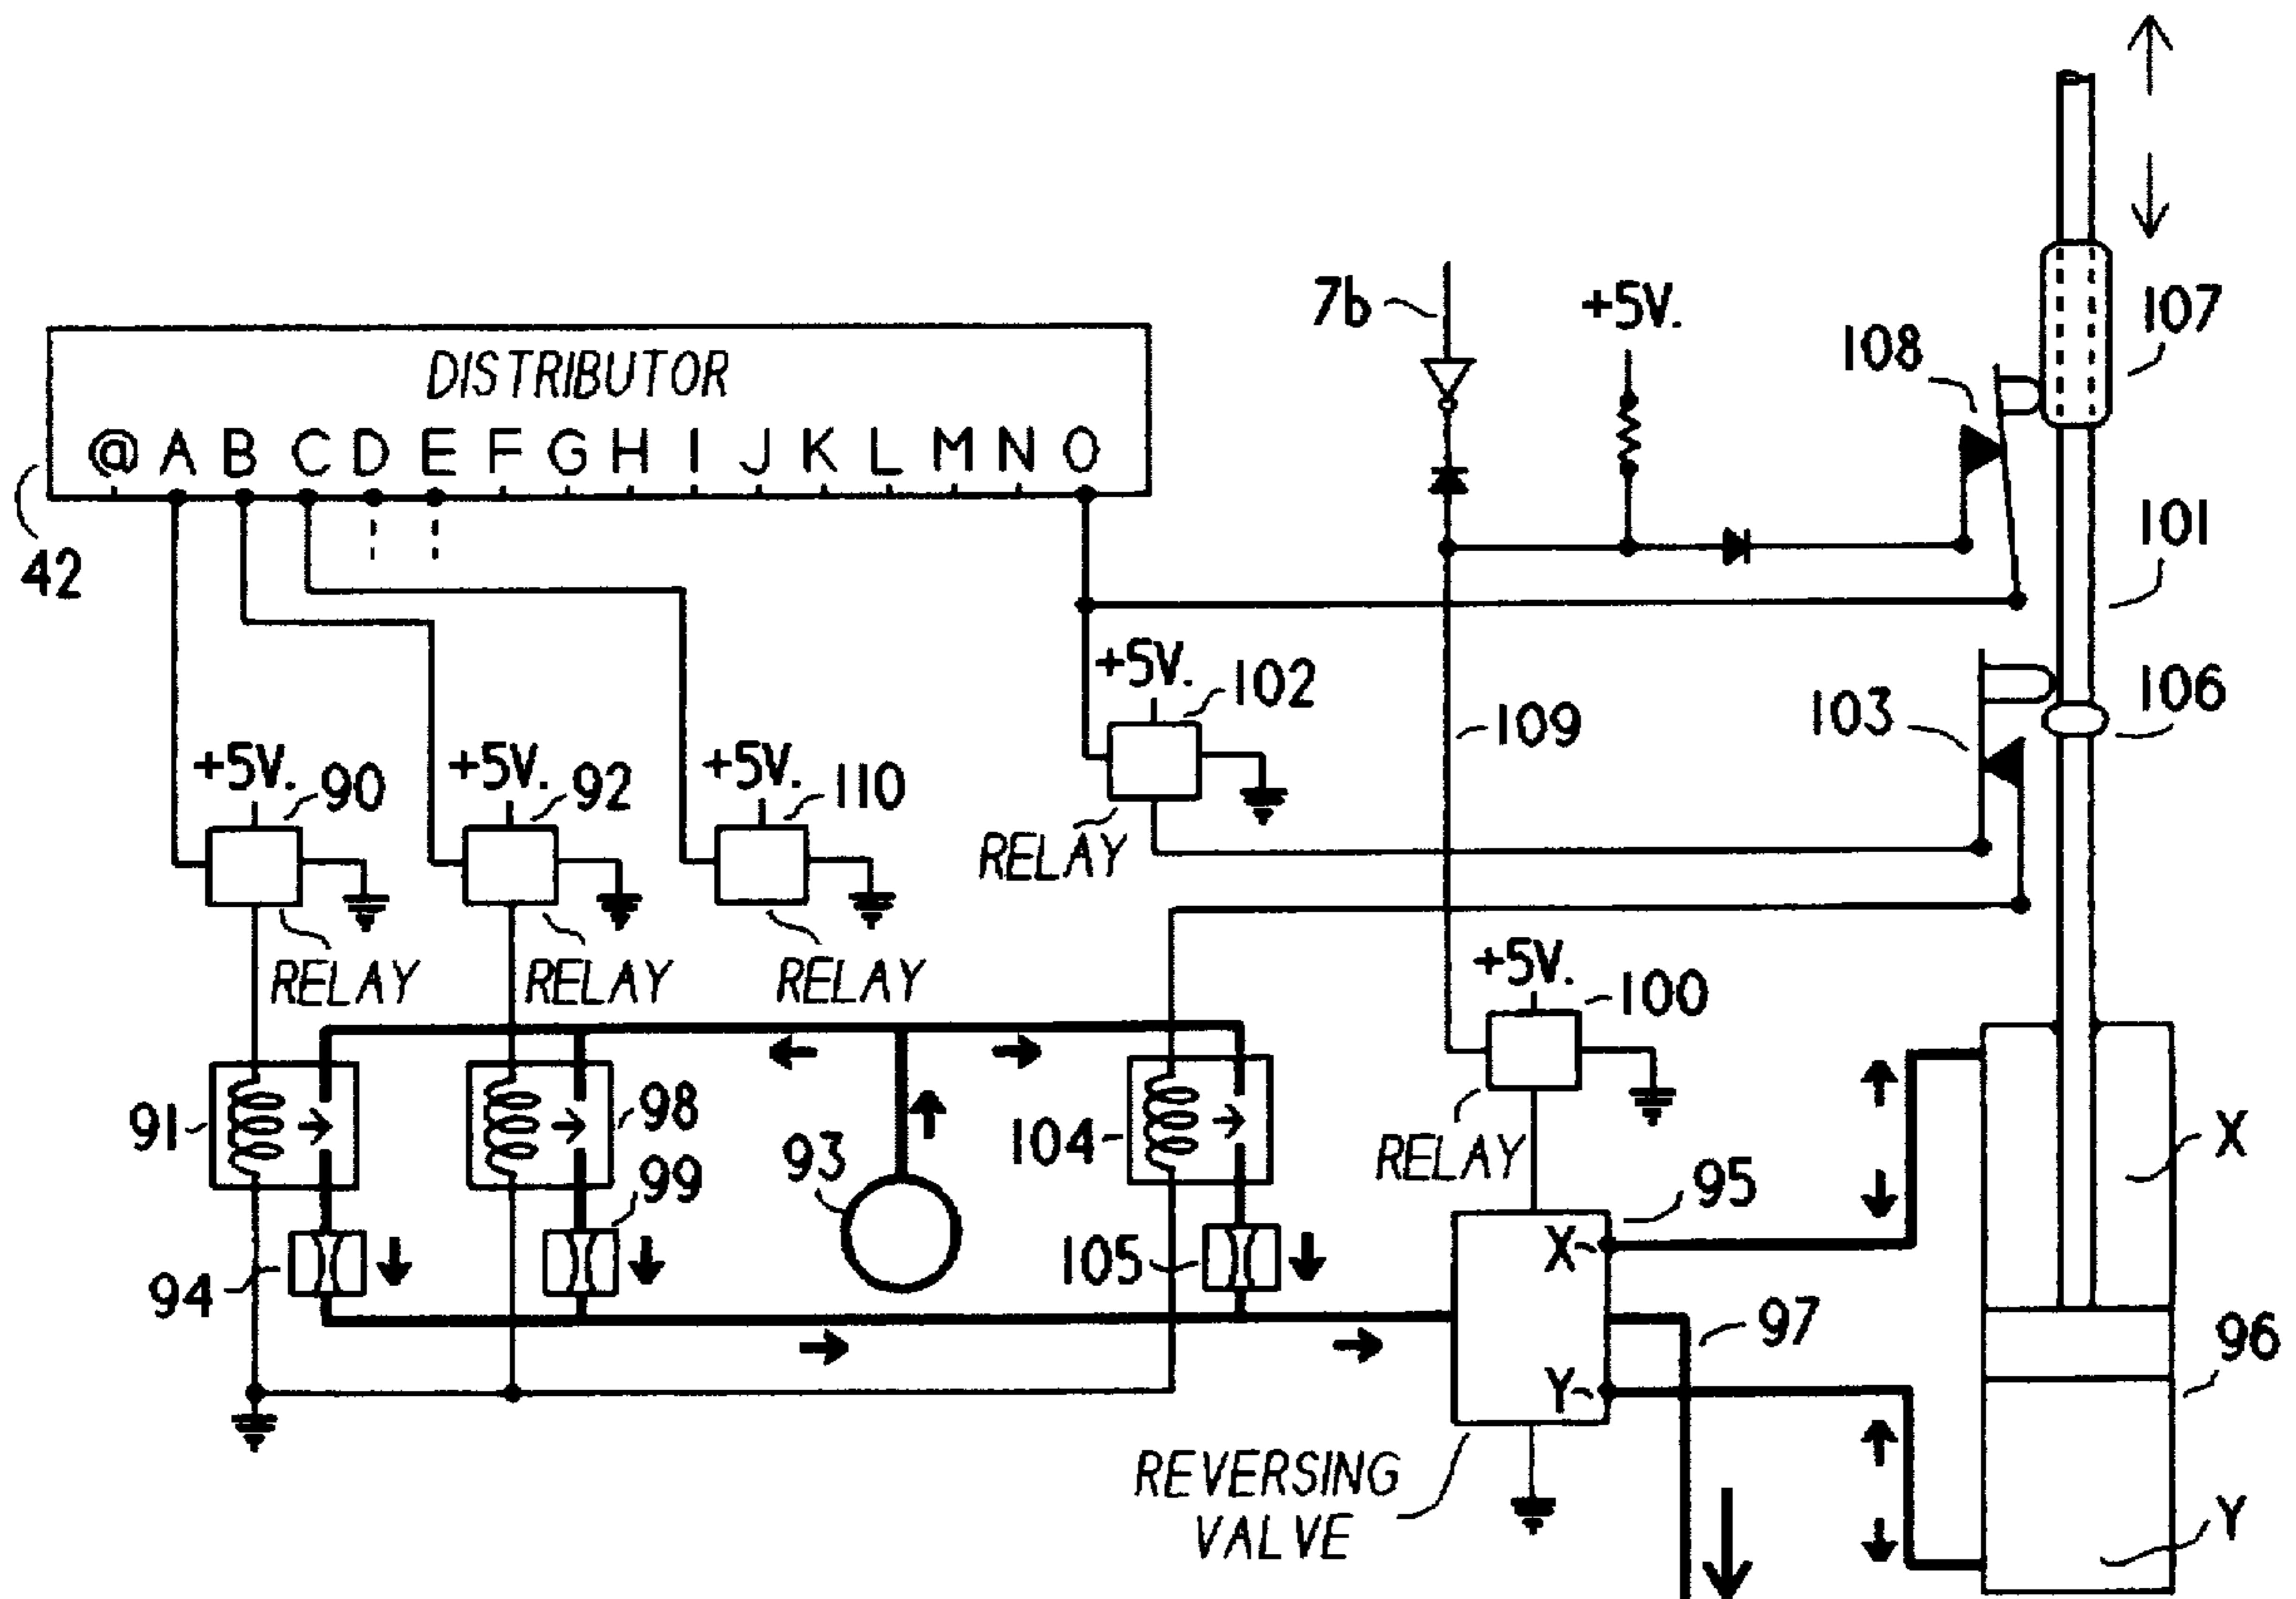 7b
+5V.
107
108
DISTRIBUTOR
@ A B C D E F G H I J K L M N O
42
101
+5V.
102
109
103
106
+5V.
90
+5V.
92
+5V.
110
RELAY
RELAY
RELAY
RELAY
+5V.
100
91
98
93
104
RELAY
X
99
94
105
95
X
97
96
Y
REVERSING
VALVE
Y